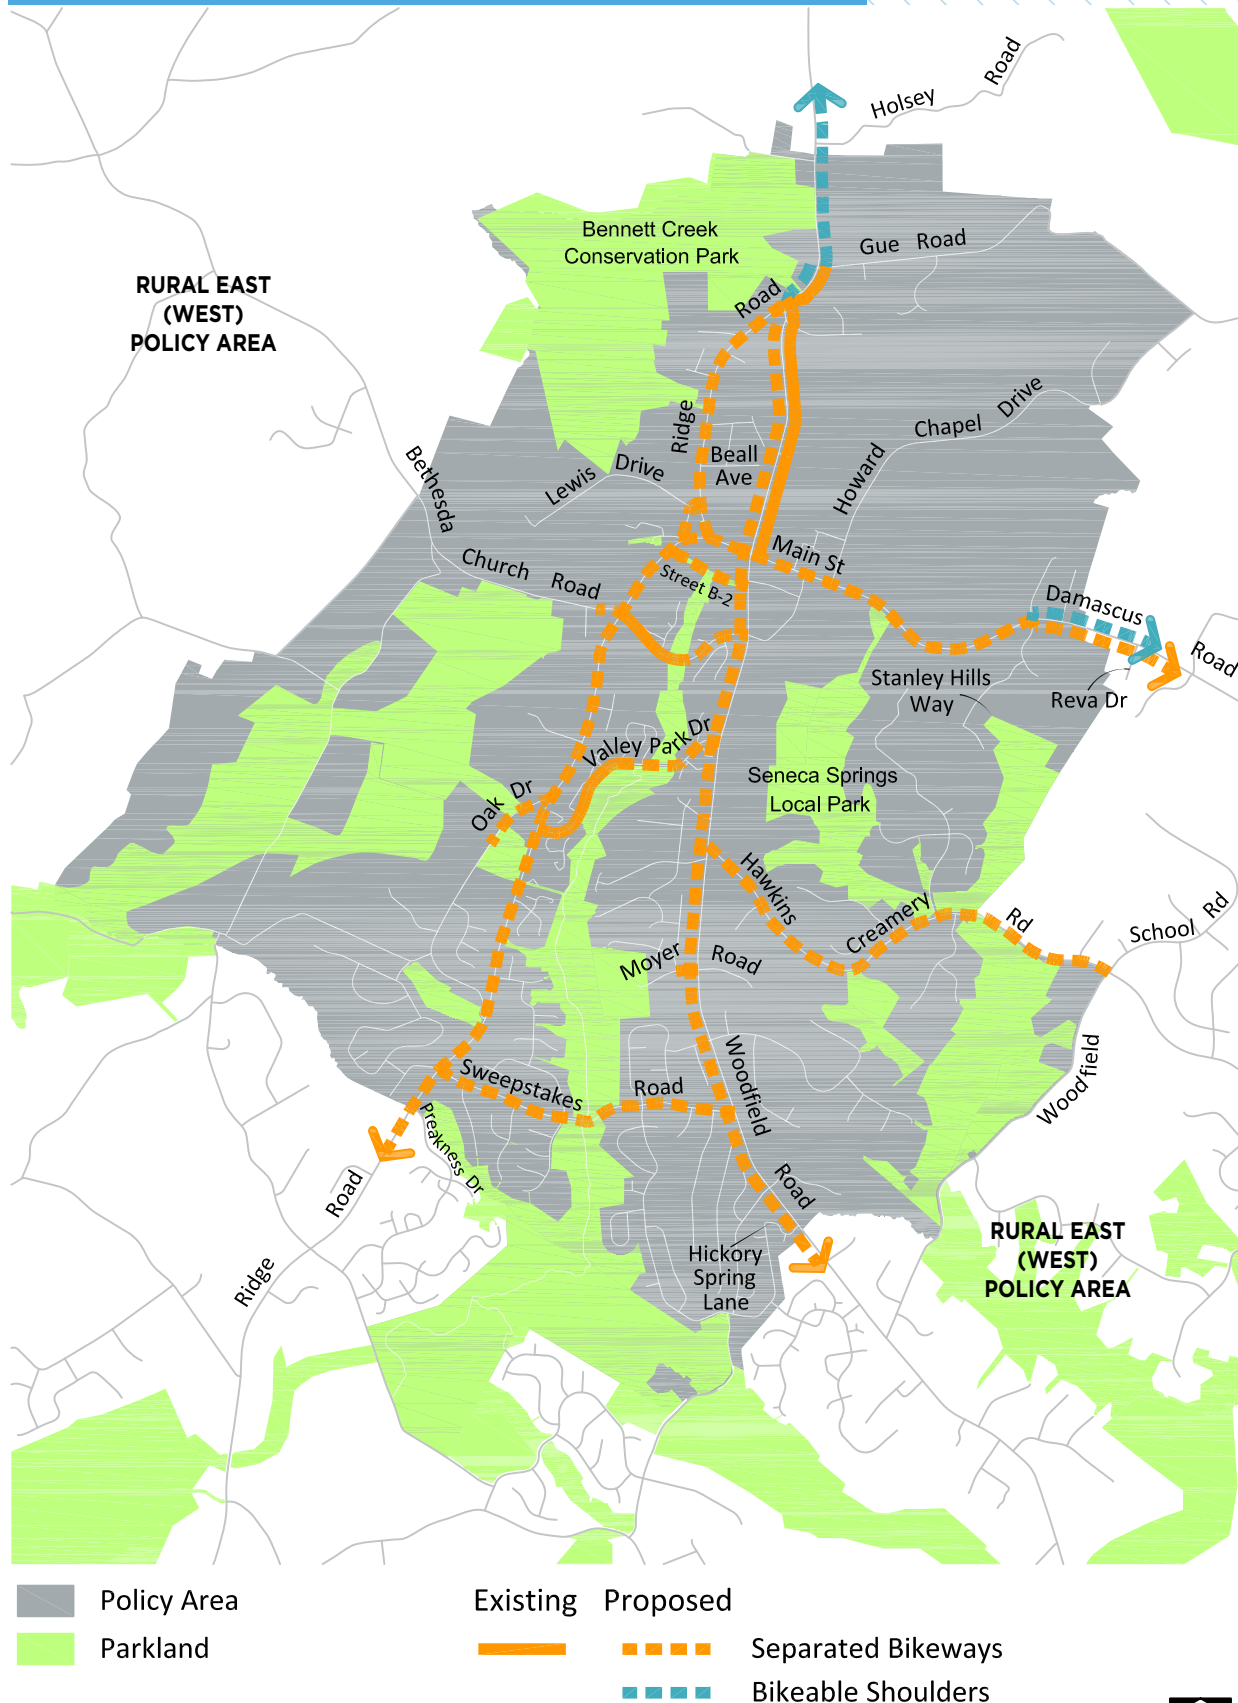 Holsey Road
Bennett Creek
Conservation Park
Gue Road
RURAL EAST
(WEST)
POLICY AREA
Road
Ridge
Chapel Drive
Howard
Beall
Ave
Lewis Drive
Bethesda
Church Road
Main St
Street B-2
Damascus
Road
Stanley Hills
Way
Reva Dr
Valley Park Dr
Oak Dr
Seneca Springs
Local Park
Hawkins
Creamery
Rd
School Rd
Moyer Road
Woodfield
Woodfield
Sweepstakes Road
Preakness Dr
Road
Road
Ridge
Hickory
Spring
Lane
RURAL EAST
(WEST)
POLICY AREA
Policy Area
Parkland
Existing Proposed
Separated Bikeways
Bikeable Shoulders